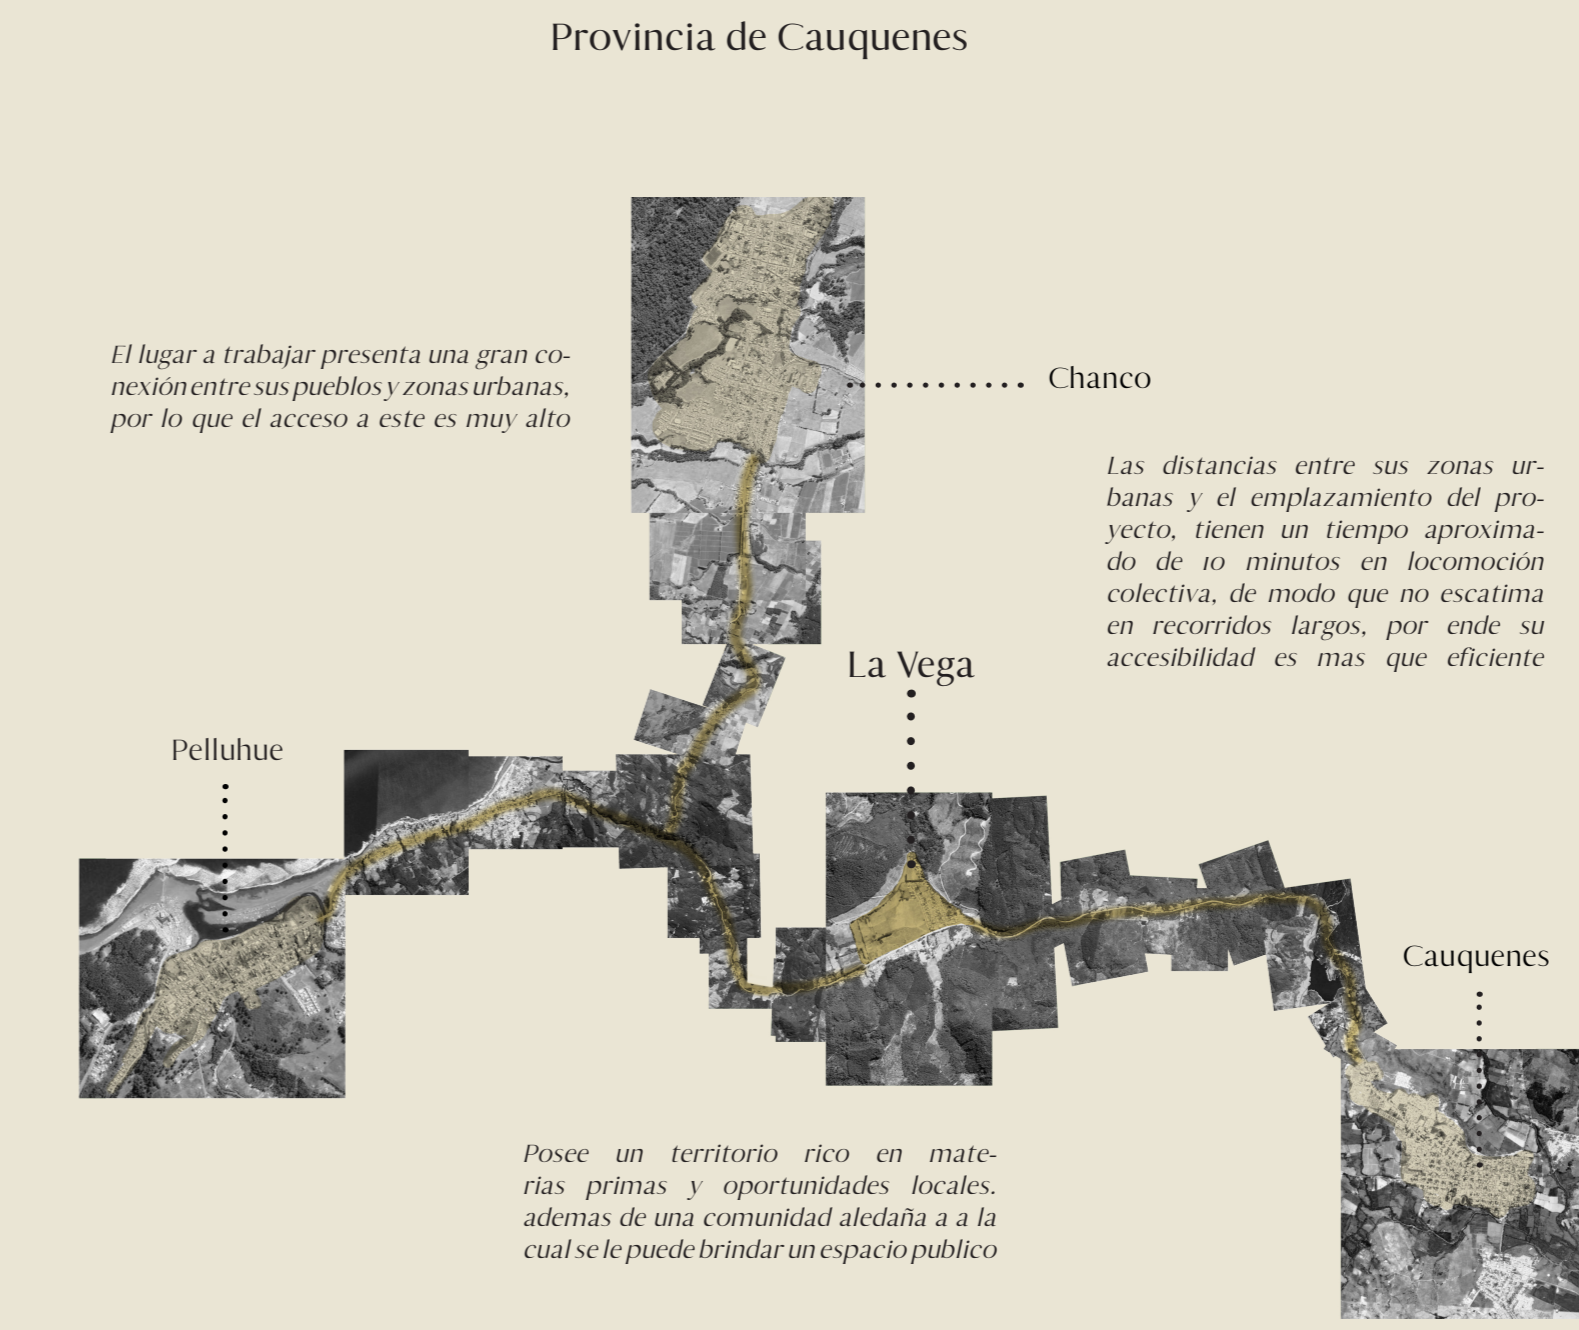 Provincia de Cauquenes
El lugar a trabajar presenta una gran co-
nexión entre sus pueblos y zonas urbanas,
por lo que el acceso a este es muy alto
Chanco
Las distancias entre sus zonas ur-
banas y el emplazamiento del pro-
yecto, tienen un tiempo aproxima-
do de 10 minutos en locomoción
colectiva, de modo que no escatima
en recorridos largos, por ende su
accesibilidad es mas que eficiente
La Vega
Pelluhue
Cauquenes
Posee un territorio rico en mate-
rias primas y oportunidades locales.
ademas de una comunidad aledaña a a la
cual se le puede brindar un espacio publico